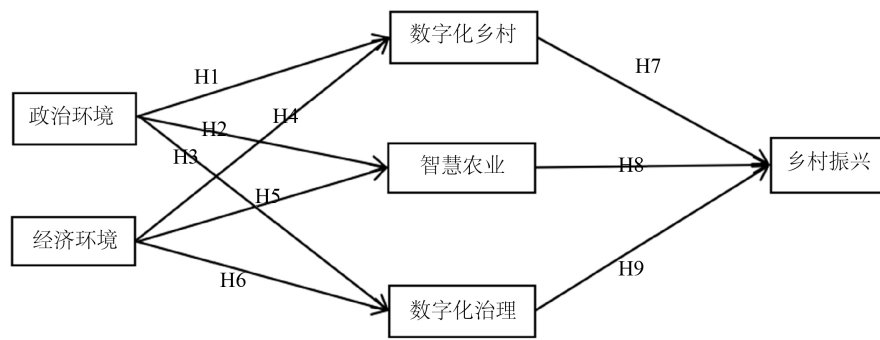 数字化乡村
H1
H7
H4
政治环境
H2
H3
智慧农业
H8
乡村振兴
H5
经济环境
H6
H9
数字化治理